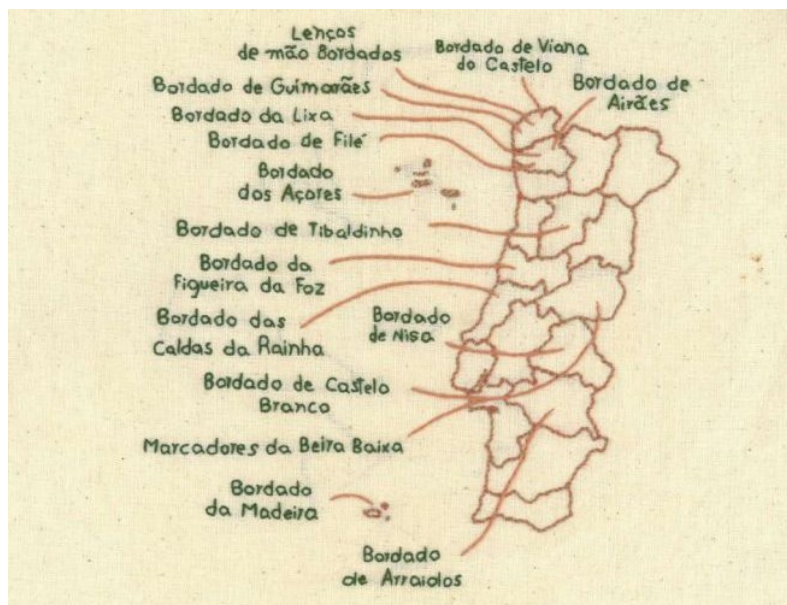 Lenços
de mão Bordados
Bordado de Viana
do Castelo
Bordado de Guimarães
Bordado de
Airães
Bordado da Lixa
Bordado de Filé
Bordado
dos Açores
Bordado de Tibaldinho
Bordado da
Figueira da Foz
Bordado das
Caldas da Rainha
Bordado
de Nisa
Bordado de Castelo
Branco
Marcadores da Beira Baixa
Bordado
da Madeira
Bordado
de Arraiolos